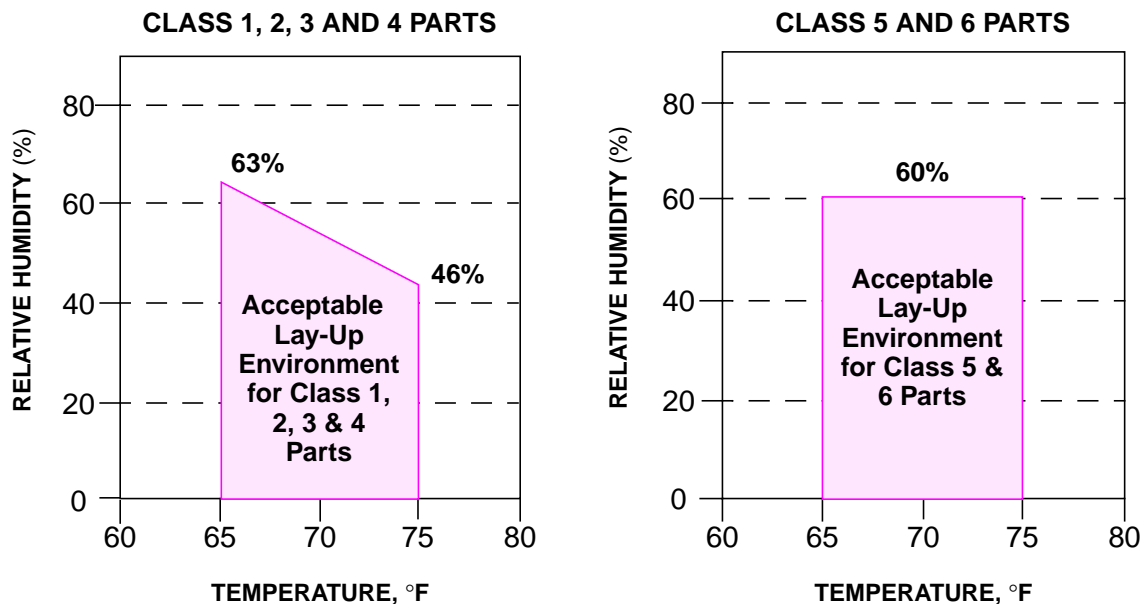 CLASS 1, 2, 3 AND 4 PARTS
RELATIVE HUMIDITY (%)
80
60
40
20
0
63%
46%
Acceptable
Lay-Up
Environment
for Class 1,
2, 3 & 4
Parts
60
65
70
75
80
TEMPERATURE, °F
CLASS 5 AND 6 PARTS
RELATIVE HUMIDITY (%)
80
60
40
20
0
60%
Acceptable
Lay-Up
Environment
for Class 5 &
6 Parts
60
65
70
75
80
TEMPERATURE, °F